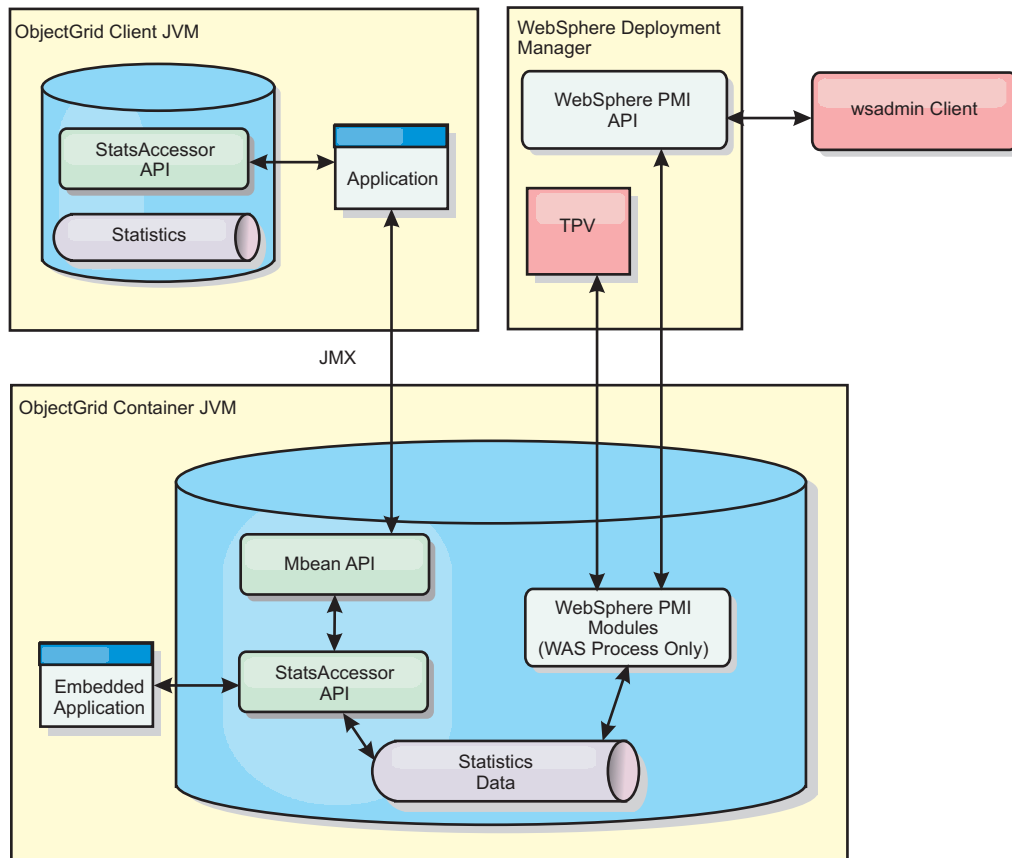 ObjectGrid Client JVM
StatsAccessor
API
Statistics
Application
WebSphere Deployment
Manager
WebSphere PMI
API
wsadmin Client
TPV
JMX
ObjectGrid Container JVM
Mbean API
WebSphere PMI
Modules
(WAS Process Only)
StatsAccessor
API
Embedded
Application
Statistics
Data